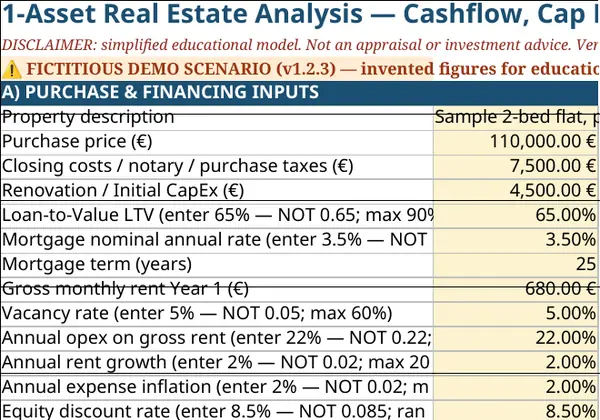 1-Asset Real Estate Analysis — Cashflow, Cap
DISCLAIMER: simplified educational model. Not an appraisal or investment advice.
⚠ FICTITIOUS DEMO SCENARIO (v1.2.3) — invented figures for
A) PURCHASE & FINANCING INPUTS
Property description Sample 2-bed flat,
Purchase price (€) 110,000.00 €
Closing costs / notary / purchase taxes (€) 7,500.00 €
Renovation / Initial CapEx (€) 4,500.00 €
Loan-to-Value LTV (enter 65% — NOT 0.65; max 90% 65.00%
Mortgage nominal annual rate (enter 3.5% — NOT 3.50%
Mortgage term (years) 25
Gross monthly rent Year 1 (€) 680.00 €
Vacancy rate (enter 5% — NOT 0.05; max 60%) 5.00%
Annual opex on gross rent (enter 22% — NOT 0.22; 22.00%
Annual rent growth (enter 2% — NOT 0.02; max 20 2.00%
Annual expense inflation (enter 2% — NOT 0.02; m 2.00%
Equity discount rate (enter 8.5% — NOT 0.085; ran 8.50%